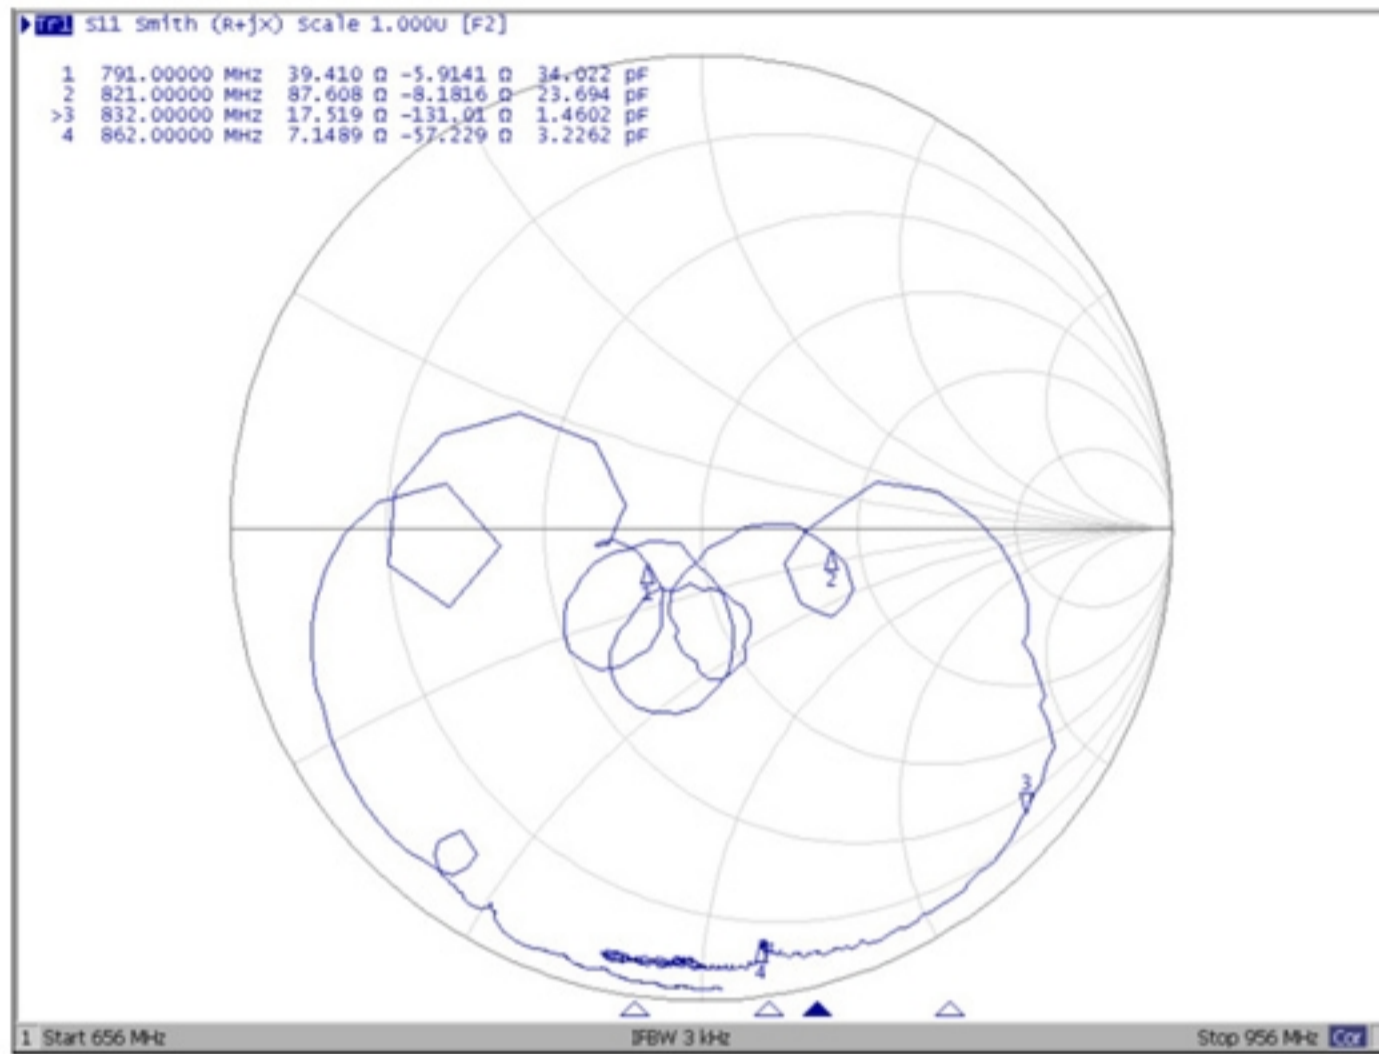 Tr1 S11 Smith (R+jX) Scale 1.000U [F2]
1 791.00000 MHz 39.410 Ω -5.9141 Ω 34.022 pF
2 821.00000 MHz 87.608 Ω -8.1816 Ω 23.694 pF
>3 832.00000 MHz 17.519 Ω -131.01 Ω 1.4602 pF
4 862.00000 MHz 7.1489 Ω -57.229 Ω 3.2262 pF
1
2
3
4
1 Start 656 MHz IFBW 3 kHz Stop 956 MHz Cor